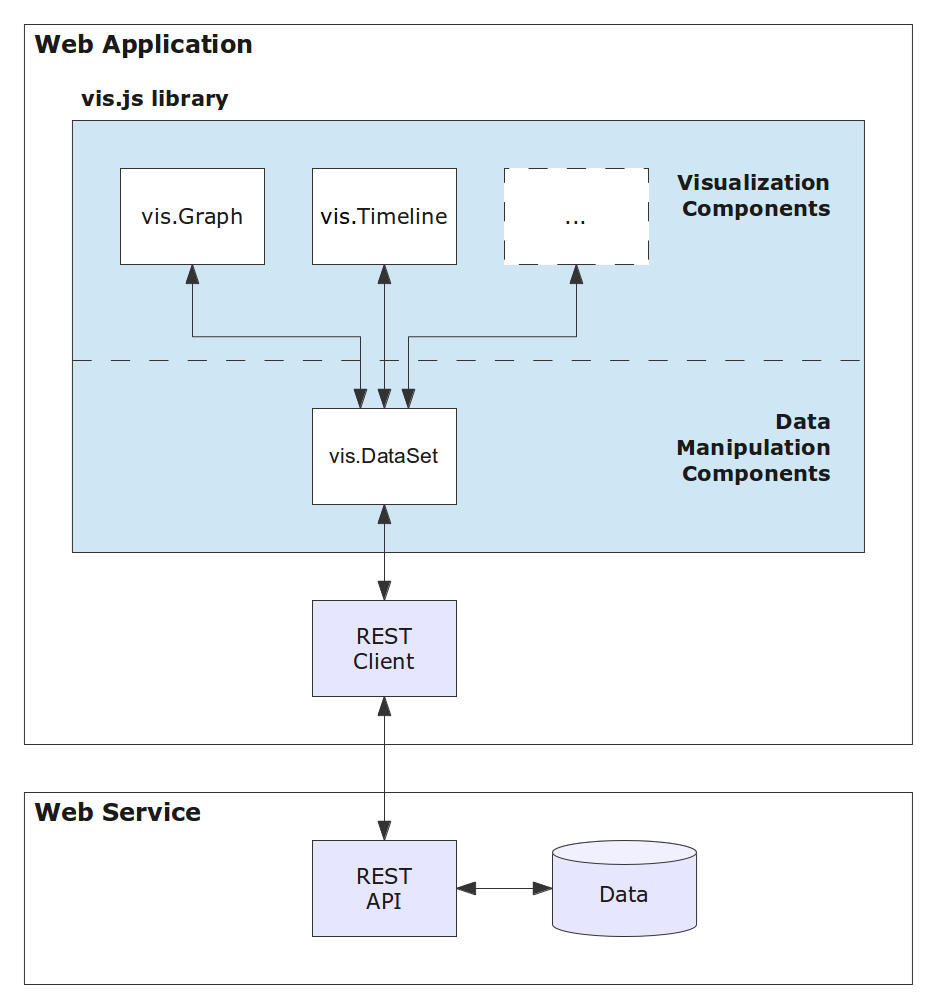 Web Application
vis.js library
vis.Graph
vis.Timeline
...
Visualization
Components
vis.DataSet
Data
Manipulation
Components
REST
Client
Web Service
REST
API
Data